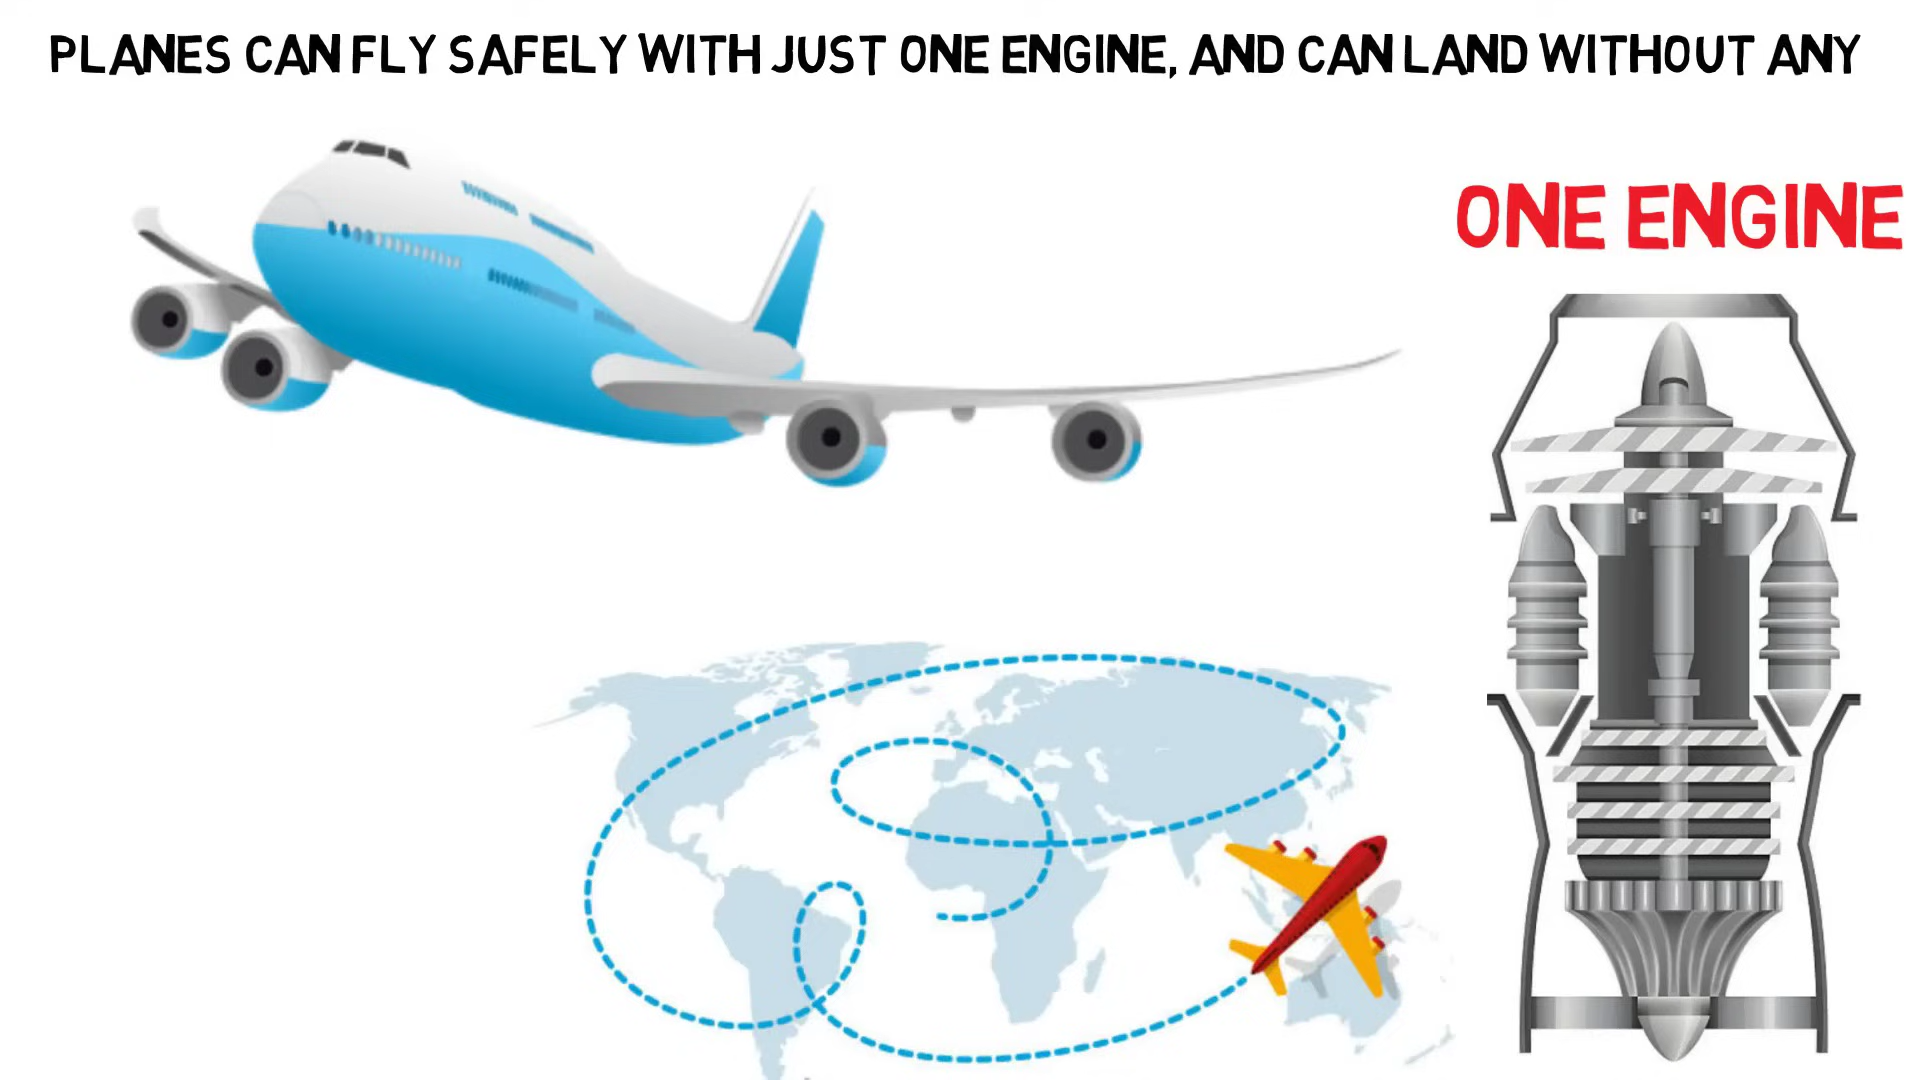 PLANES CAN FLY SAFELY WITH JUST ONE ENGINE, AND CAN LAND WITHOUT ANY
ONE ENGINE